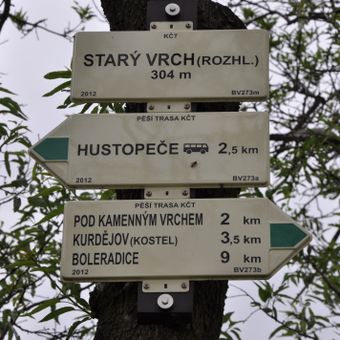 KČT
STARÝ VRCH (ROZHL.)
304 m
2012 BV273m
PĚŠÍ TRASA KČT
HUSTOPEČE 2,5 km
2012 BV273a
PĚŠÍ TRASA KČT
POD KAMENNÝM VRCHEM 2 km
KURDĚJOV (KOSTEL) 3,5 km
BOLERADICE 9 km
2012 BV273b